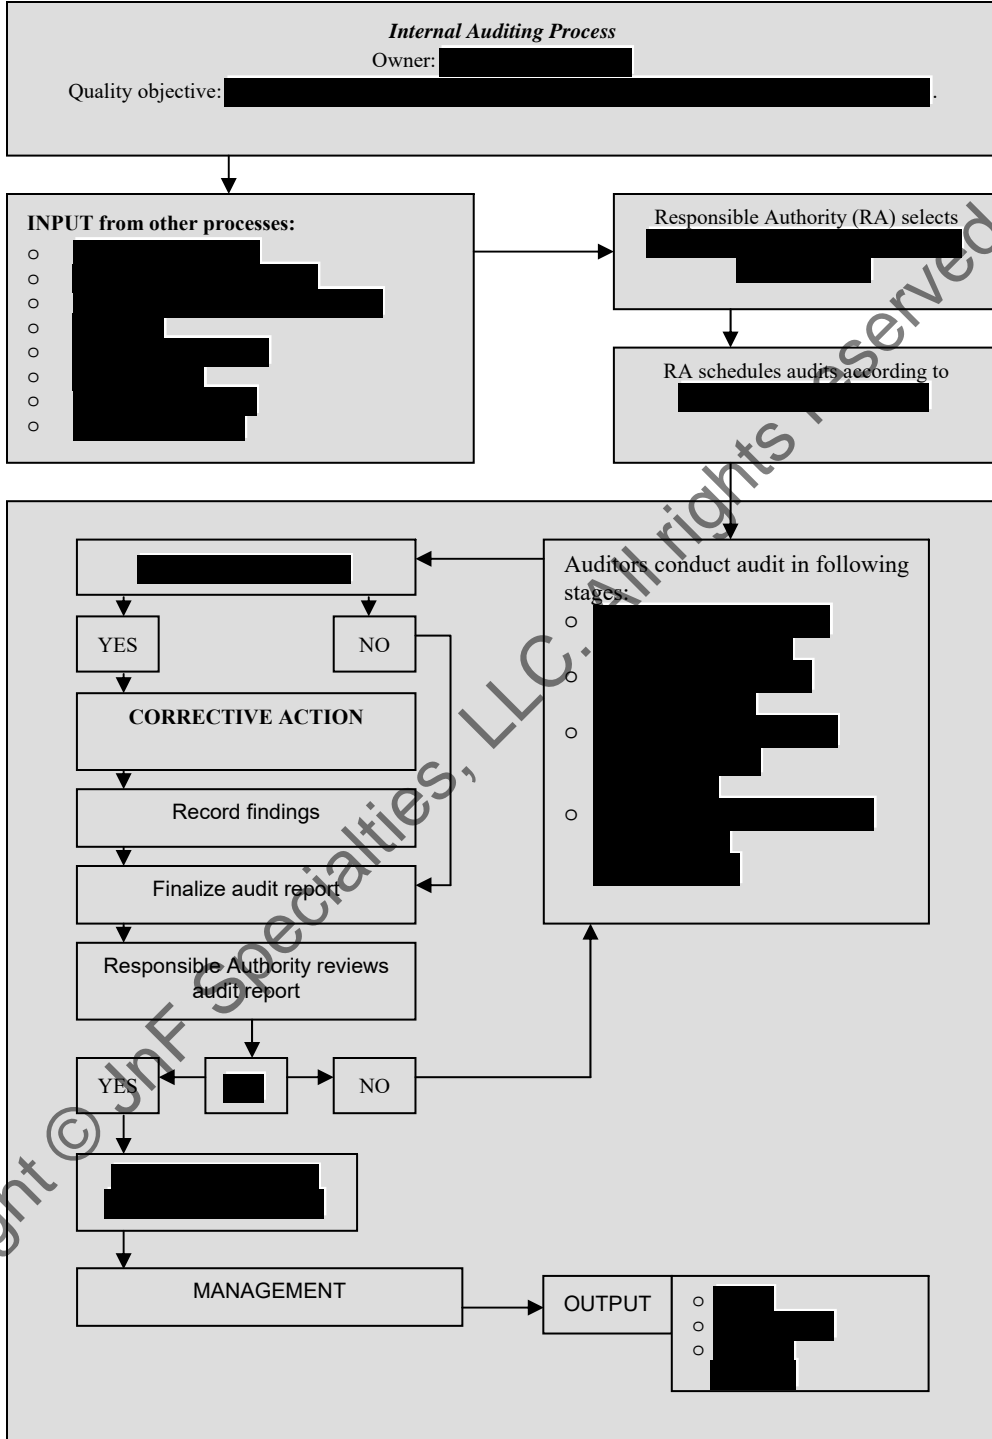 Internal Auditing Process
Owner:
Quality objective: .
INPUT from other processes:
Responsible Authority (RA) selects
RA schedules audits according to
Auditors conduct audit in following
stages:
YES
NO
CORRECTIVE ACTION
Record findings
Finalize audit report
Responsible Authority reviews
audit report
YES
NO
MANAGEMENT
OUTPUT
ght © JnF Specialties, LLC. All rights reserved